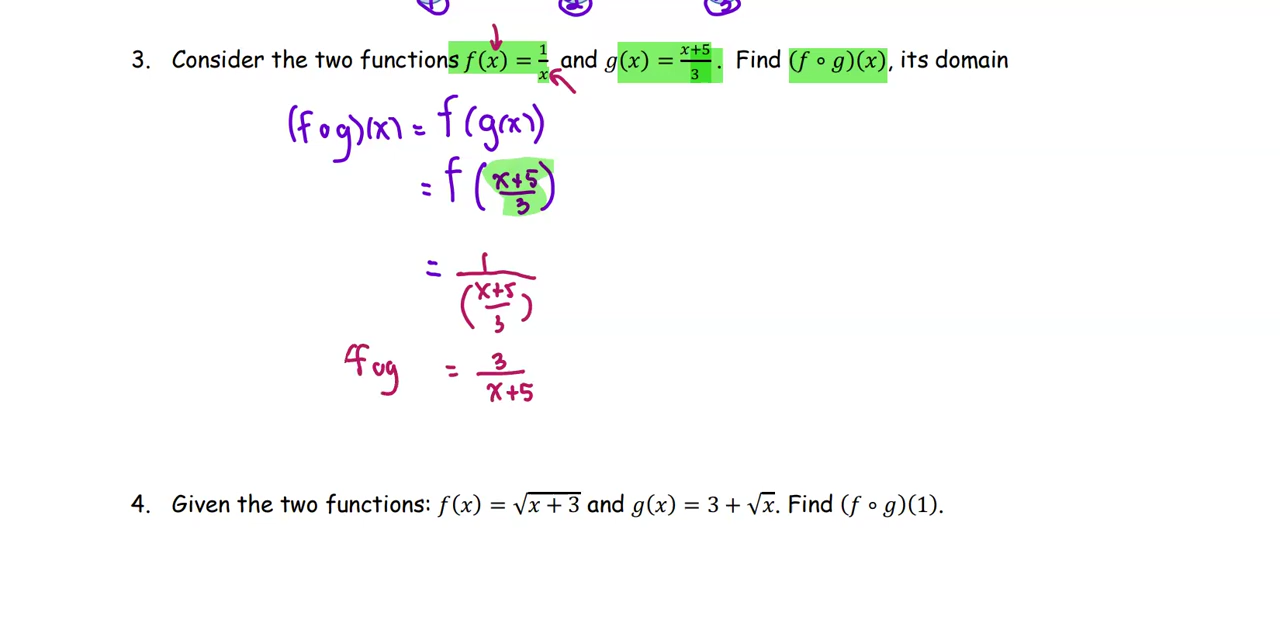 3. Consider the two functions f(x) = 1/x and g(x) = (x+5)/3. Find (f ∘ g)(x), its domain
(f∘g)(x) = f(g(x))
= f((x+5)/3)
= 1/((x+5)/3)
fog = 3/(x+5)
4. Given the two functions: f(x) = √(x + 3) and g(x) = 3 + √x. Find (f ∘ g)(1).